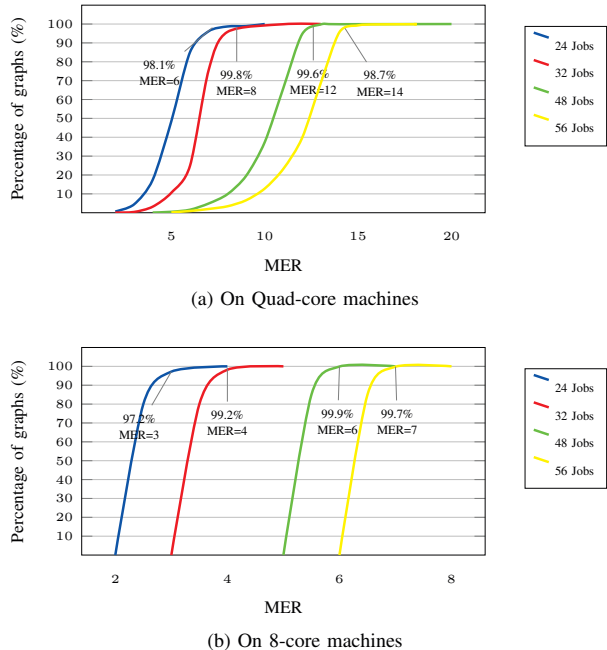 Percentage of graphs (%)
100
90
80
70
60
50
40
30
20
10
98.1%
MER=6
99.8%
MER=8
99.6%
MER=12
98.7%
MER=14
5
10
15
20
MER
24 Jobs
32 Jobs
48 Jobs
56 Jobs
(a) On Quad-core machines
Percentage of graphs (%)
100
90
80
70
60
50
40
30
20
10
97.2%
MER=3
99.2%
MER=4
99.9%
MER=6
99.7%
MER=7
2
4
6
8
MER
24 Jobs
32 Jobs
48 Jobs
56 Jobs
(b) On 8-core machines